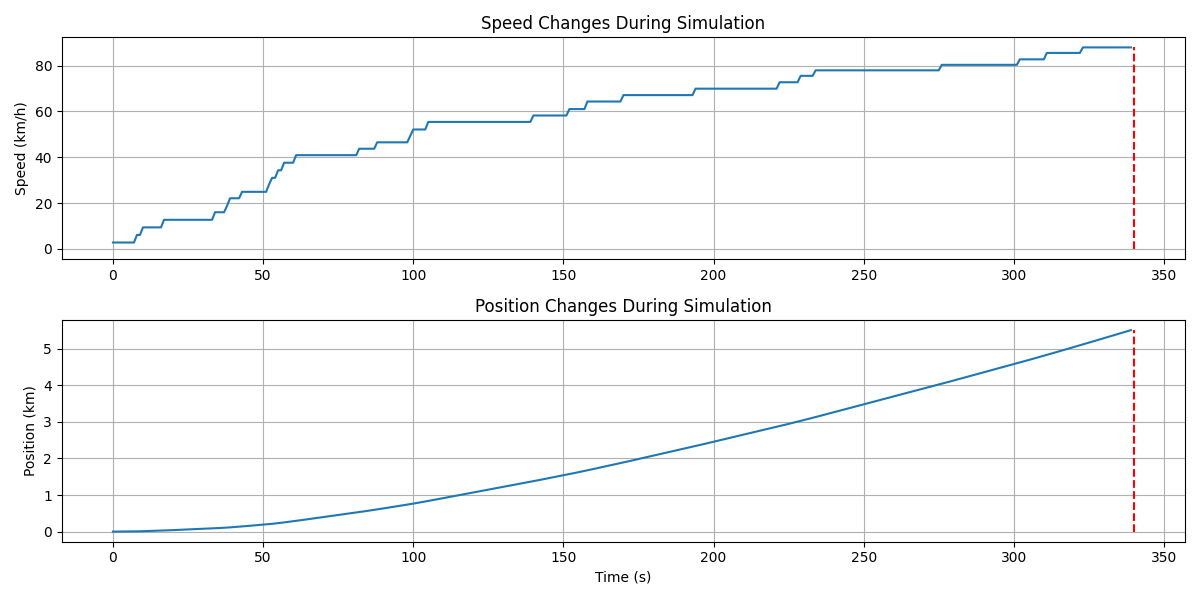 Speed Changes During Simulation
Speed (km/h)
80
60
40
20
0
0 50 100 150 200 250 300 350
Position Changes During Simulation
Position (km)
5
4
3
2
1
0
0 50 100 150 200 250 300 350
Time (s)